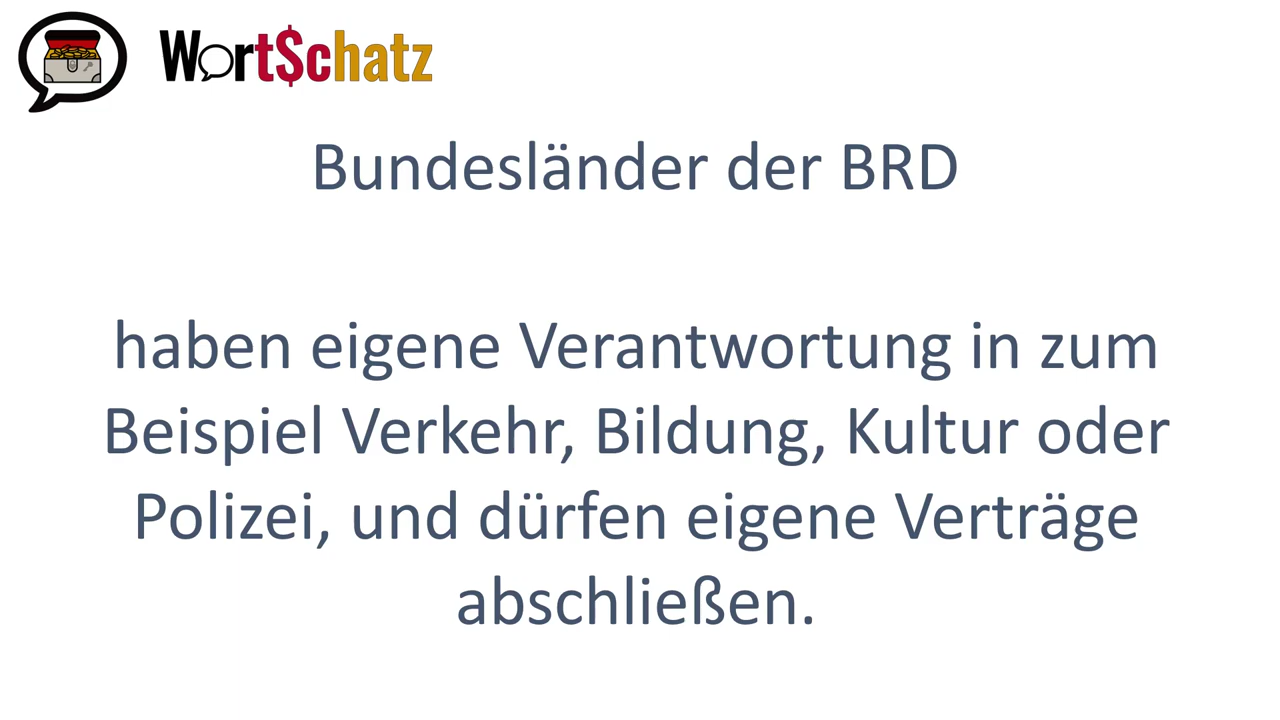 WortSchatz
Bundesländer der BRD
haben eigene Verantwortung in zum
Beispiel Verkehr, Bildung, Kultur oder
Polizei, und dürfen eigene Verträge
abschließen.